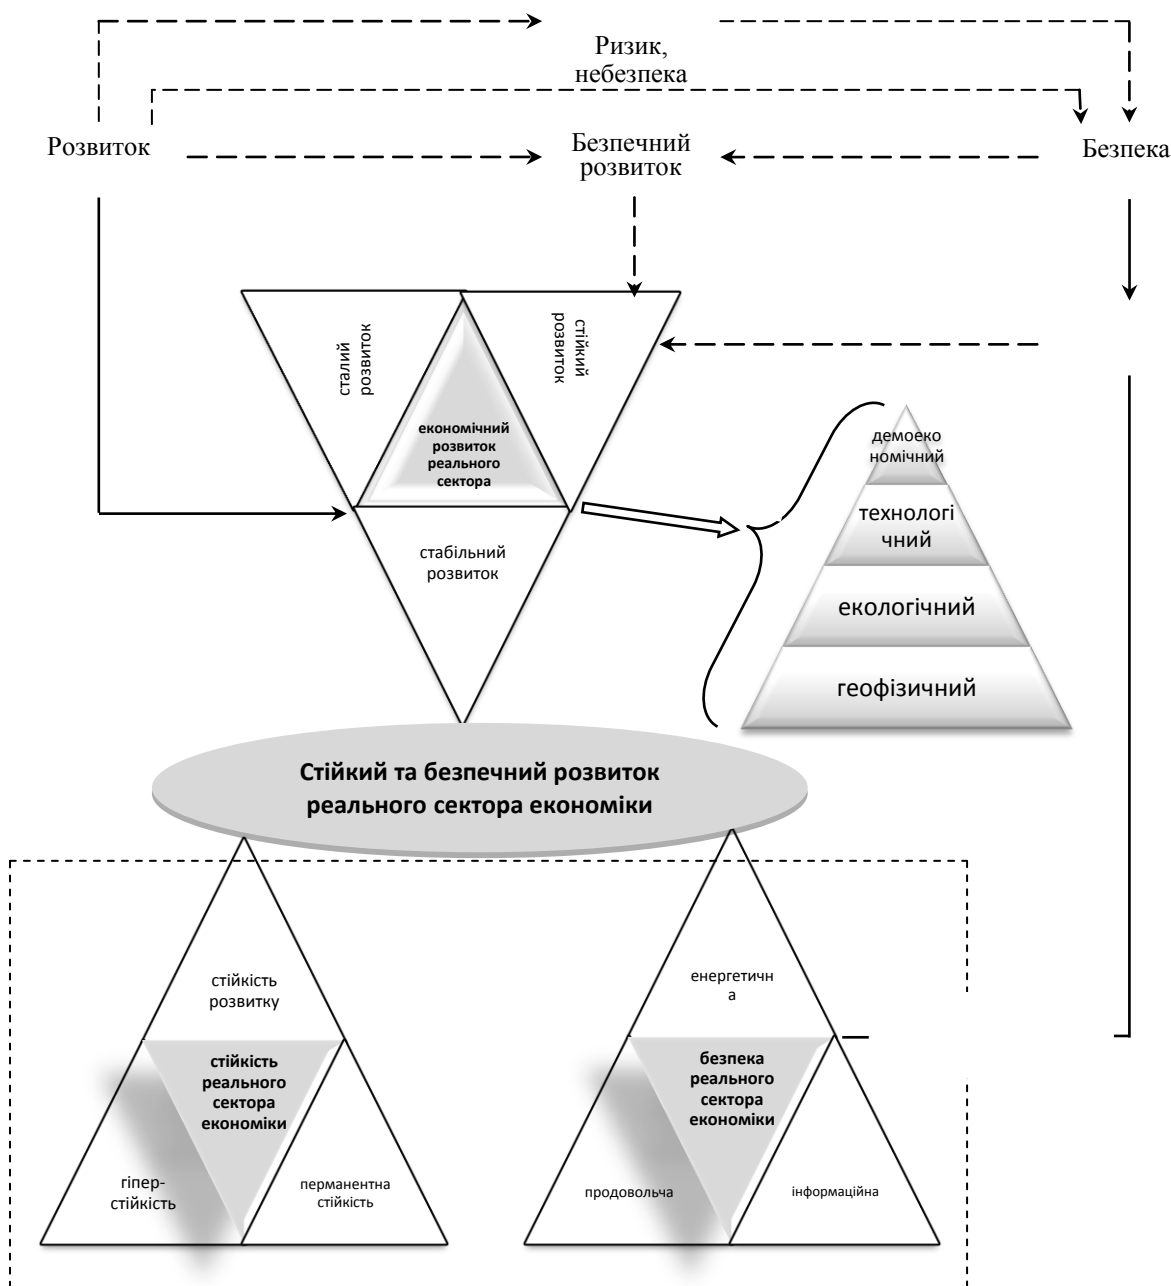 Ризик,
небезпека
Розвиток
Безпечний
розвиток
Безпека
сталий
розвиток
стійкий
розвиток
економічний
розвиток
реального
сектора
стабільний
розвиток
демоеко
номічний
технологі
чний
екологічний
геофізичний
Стійкий та безпечний розвиток
реального сектора економіки
стійкість
розвитку
стійкість
реального
сектора
економіки
гіпер-
стійкість
перманентна
стійкість
енергетичн
а
безпека
реального
сектора
економіки
продовольча
інформаційна